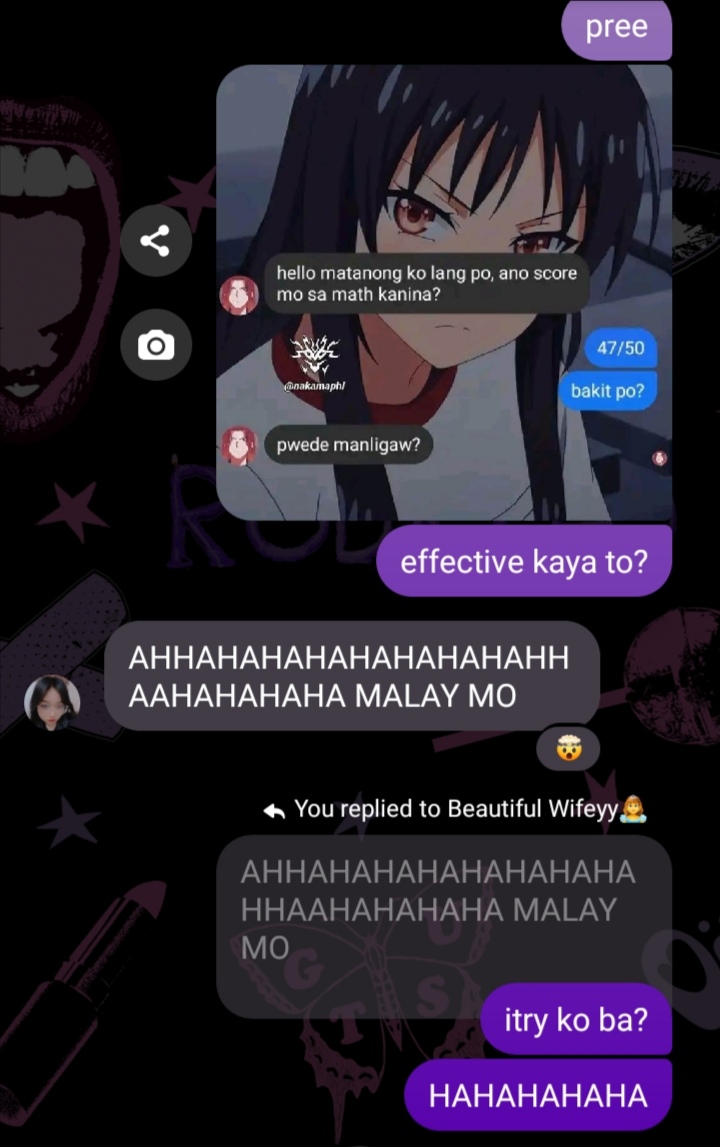 pree
hello matanong ko lang po, ano score
mo sa math kanina?
47/50
@nakamaphl
bakit po?
pwede manligaw?
effective kaya to?
AHHAHAHAHAHAHAHAHAHH
AAHAHAHAHA MALAY MO
You replied to Beautiful Wifeyy
AHHAHAHAHAHAHAHAHAHA
HHAAHAHAHAHA MALAY
MO
itry ko ba?
HAHAHAHAHA
G
U
T
S